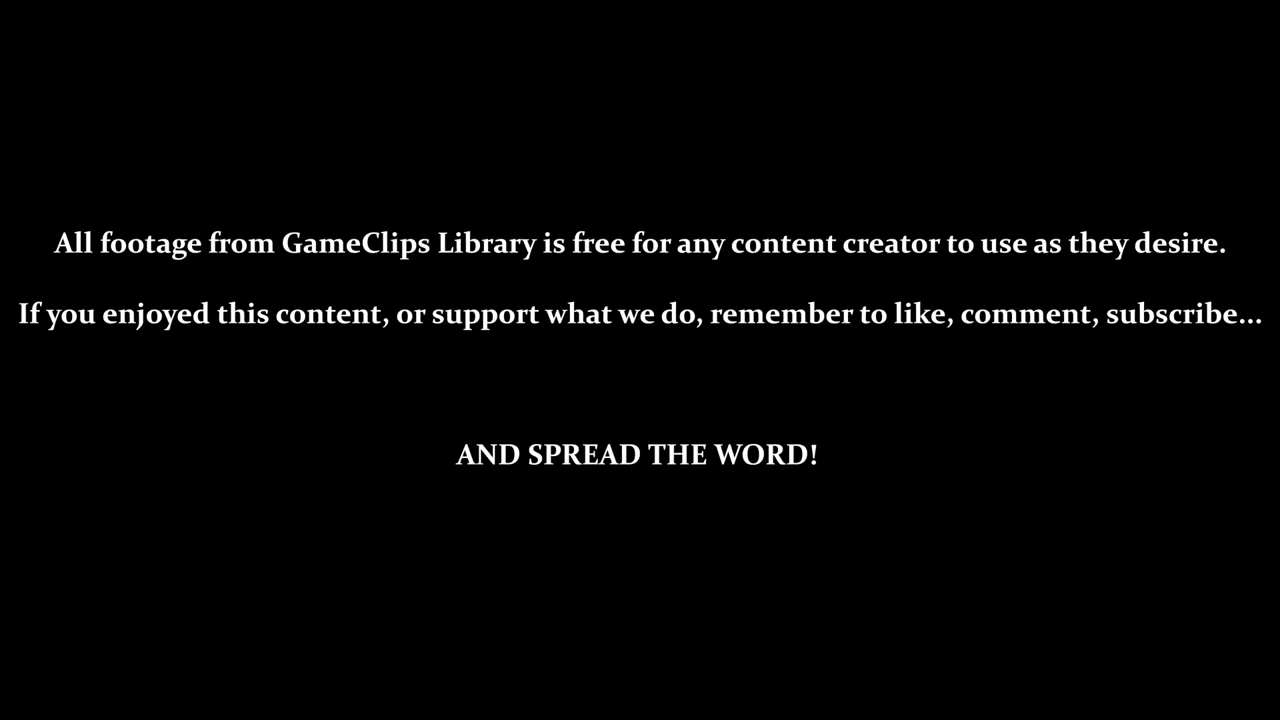 All footage from GameClips Library is free for any content creator to use as they desire.
If you enjoyed this content, or support what we do, remember to like, comment, subscribe...
AND SPREAD THE WORD!